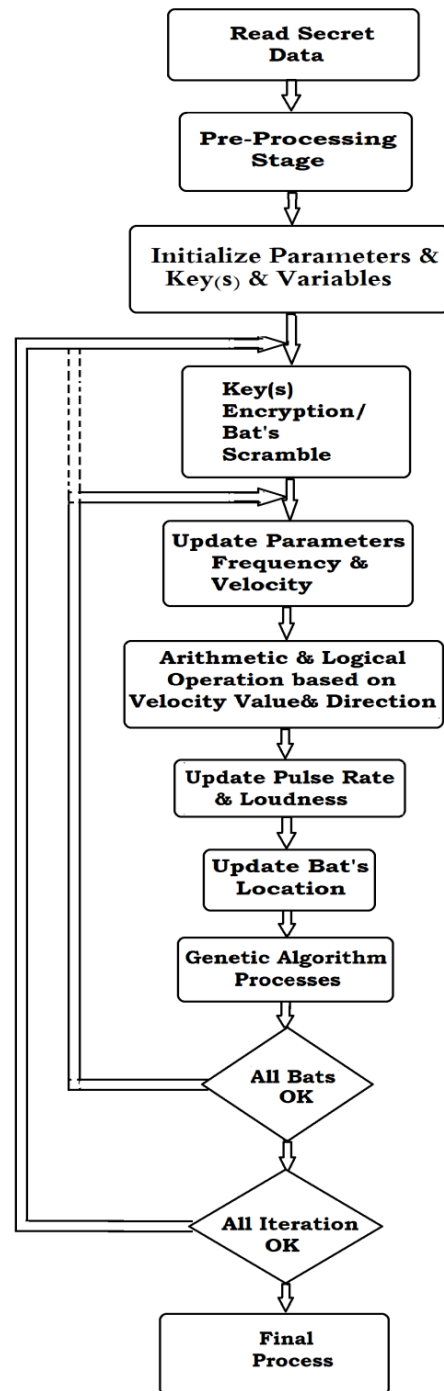 Read Secret
Data
Pre-Processing
Stage
Initialize Parameters &
Key(s) & Variables
Key(s)
Encryption/
Bat's
Scramble
Update Parameters
Frequency &
Velocity
Arithmetic & Logical
Operation based on
Velocity Value& Direction
Update Pulse Rate
& Loudness
Update Bat's
Location
Genetic Algorithm
Processes
All Bats
OK
All Iteration
OK
Final
Process